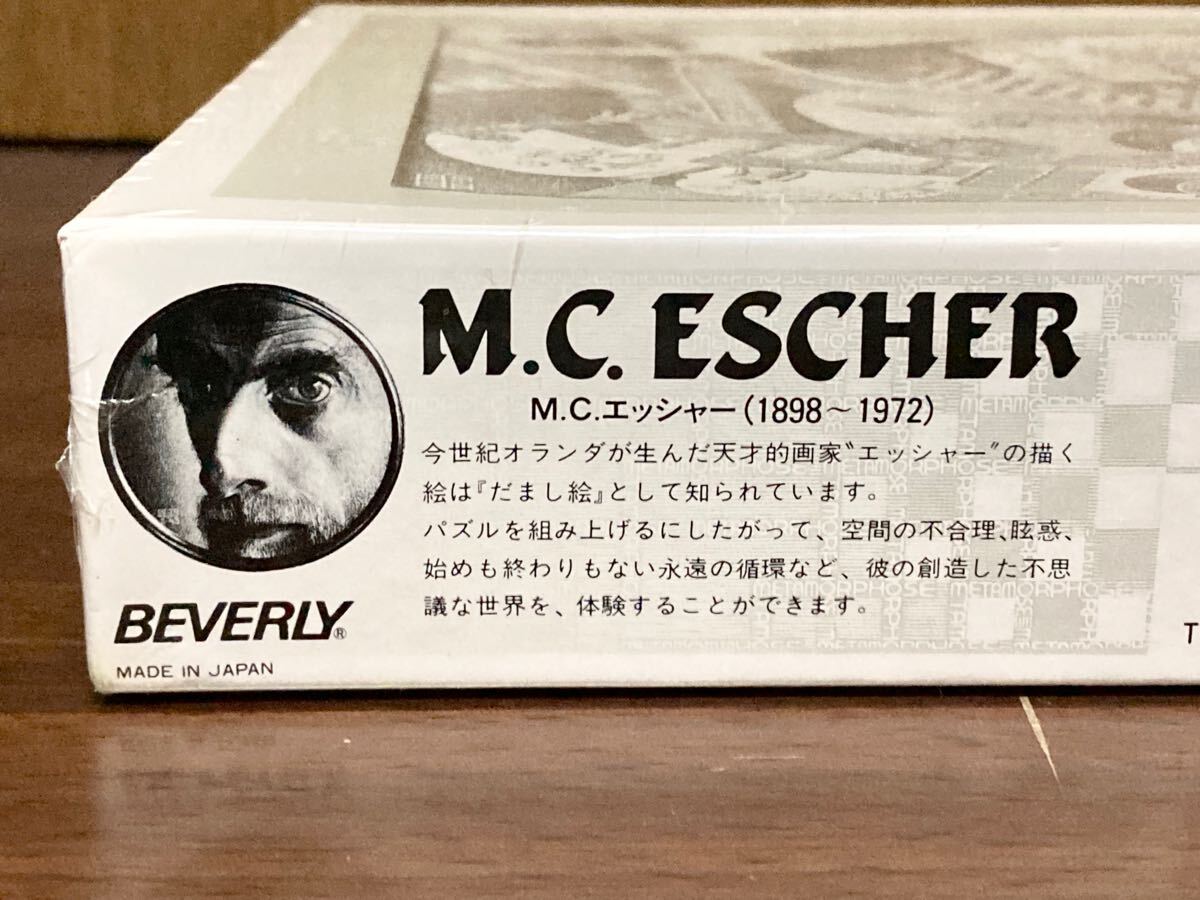 M.C. ESCHER
M.C.エッシャー(1898～1972)
今世紀オランダが生んだ天才的画家〝エッシャー〟の描く
絵は『だまし絵』として知られています。
パズルを組み上げるにしたがって、空間の不合理、眩惑、
始めも終わりもない永遠の循環など、彼の創造した不思
議な世界を、体験することができます。
BEVERLY®
MADE IN JAPAN
T
METAMORPHOSE